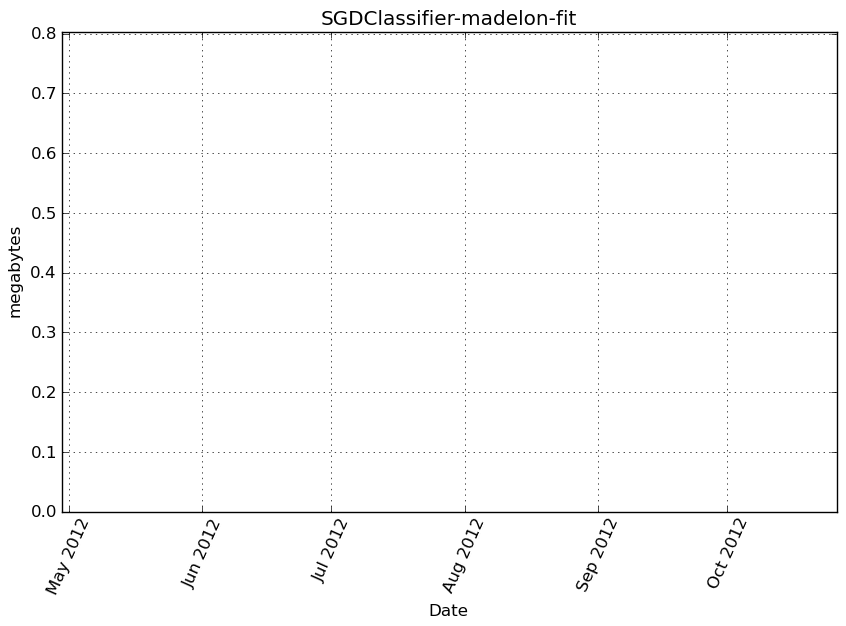 SGDClassifier-madelon-fit
0.8
0.7
0.6
0.5
0.4
0.3
0.2
0.1
0.0
megabytes
May 2012
Jun 2012
Jul 2012
Aug 2012
Sep 2012
Oct 2012
Date